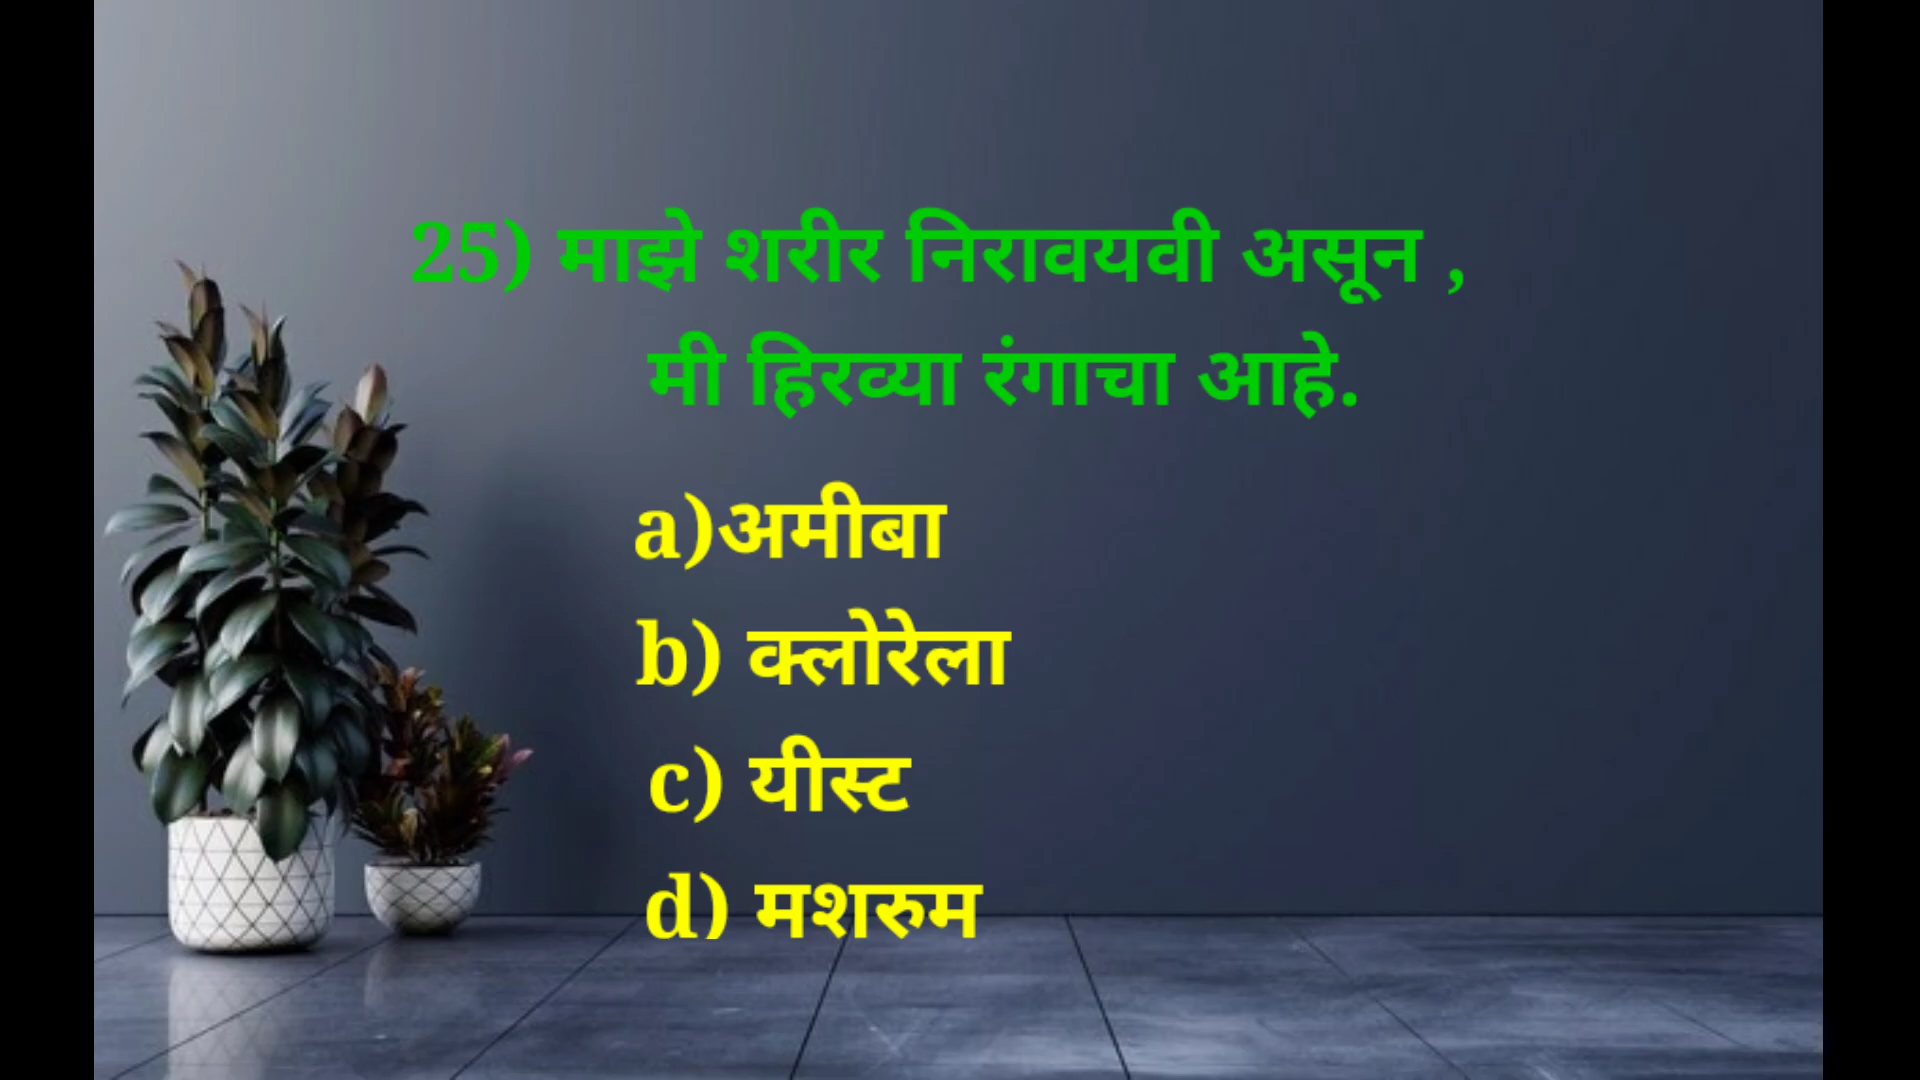 25) माझे शरीर निरावयवी असून ,
मी हिरव्या रंगाचा आहे.
a)अमीबा
b) क्लोरेला
c) यीस्ट
d) मशरुम